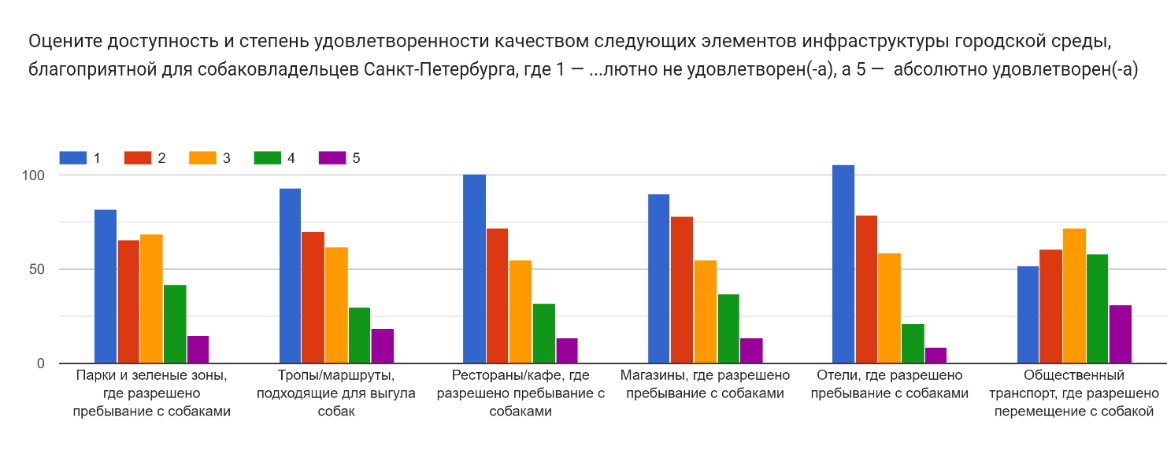 Оцените доступность и степень удовлетворенности качеством следующих элементов инфраструктуры городской среды,
благоприятной для собаковладельцев Санкт-Петербурга, где 1 — ...лютно не удовлетворен(-а), а 5 — абсолютно удовлетворен(-а)
1 2 3 4 5
100
50
0
Парки и зеленые зоны,
где разрешено
пребывание с собаками
Тропы/маршруты,
подходящие для выгула
собак
Рестораны/кафе, где
разрешено пребывание с
собаками
Магазины, где разрешено
пребывание с собаками
Отели, где разрешено
пребывание с собаками
Общественный
транспорт, где разрешено
перемещение с собакой